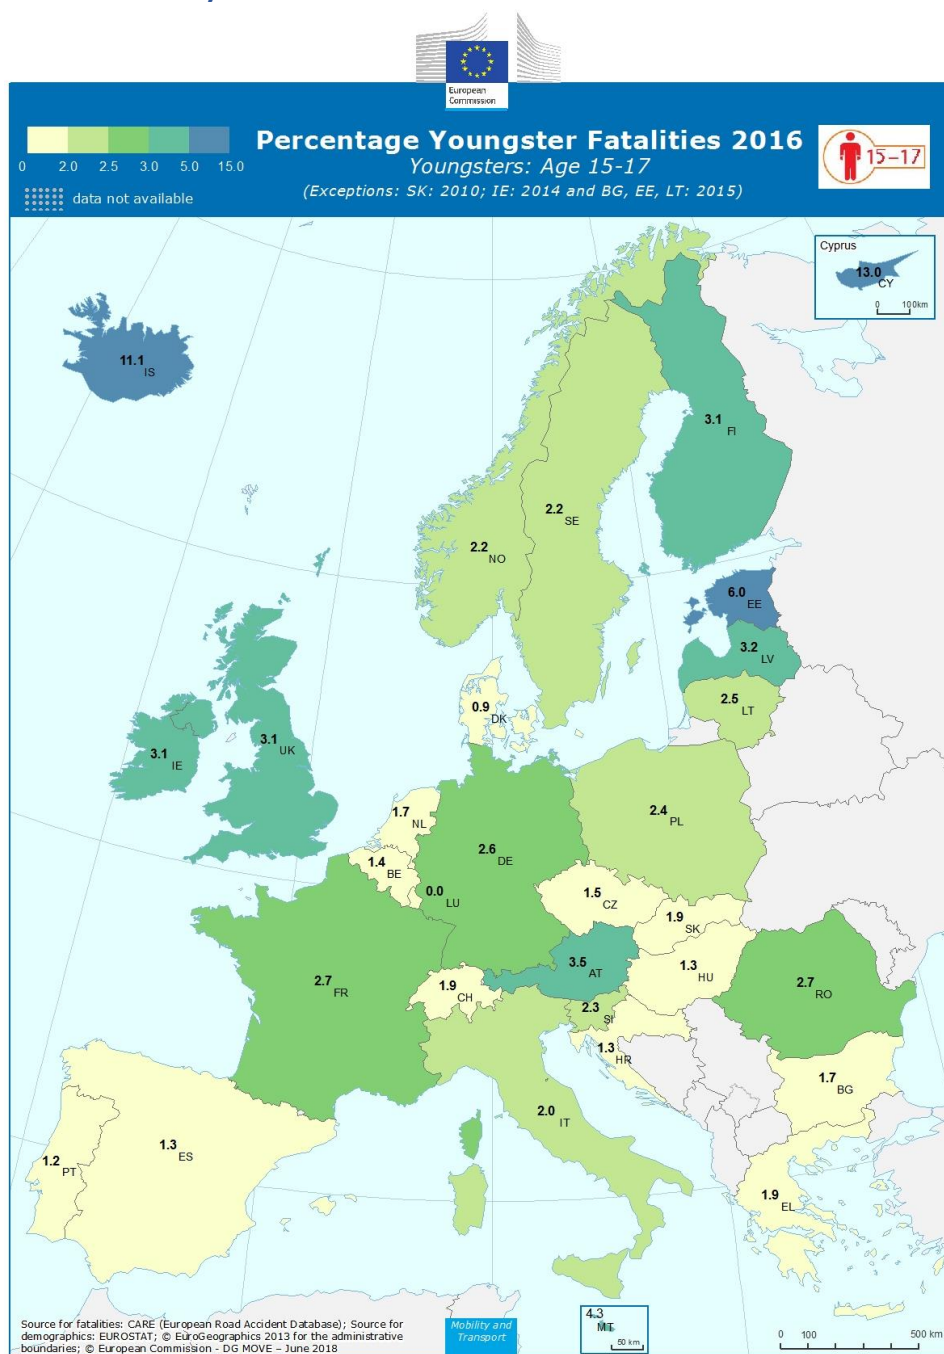 European
Commission
Percentage Youngster Fatalities 2016
Youngsters: Age 15-17
(Exceptions: SK: 2010; IE: 2014 and BG, EE, LT: 2015)
0 2.0 2.5 3.0 5.0 15.0
data not available
15-17
Cyprus
13.0
CY
0 100km
11.1
IS
3.1
FI
2.2
SE
2.2
NO
6.0
EE
3.2
LV
2.5
LT
0.9
DK
3.1
IE
3.1
UK
1.7
NL
2.4
PL
2.6
DE
1.4
BE
0.0
LU
1.5
CZ
1.9
SK
3.5
AT
1.3
HU
2.7
FR
1.9
CH
2.7
RO
2.3
SI
1.3
HR
1.7
BG
2.0
IT
1.3
ES
1.2
PT
1.9
EL
4.3
MT
50 km
Source for fatalities: CARE (European Road Accident Database); Source for
demographics: EUROSTAT; © EuroGeographics 2013 for the administrative
boundaries; © European Commission - DG MOVE – June 2018
Mobility and
Transport
0 100 500 km